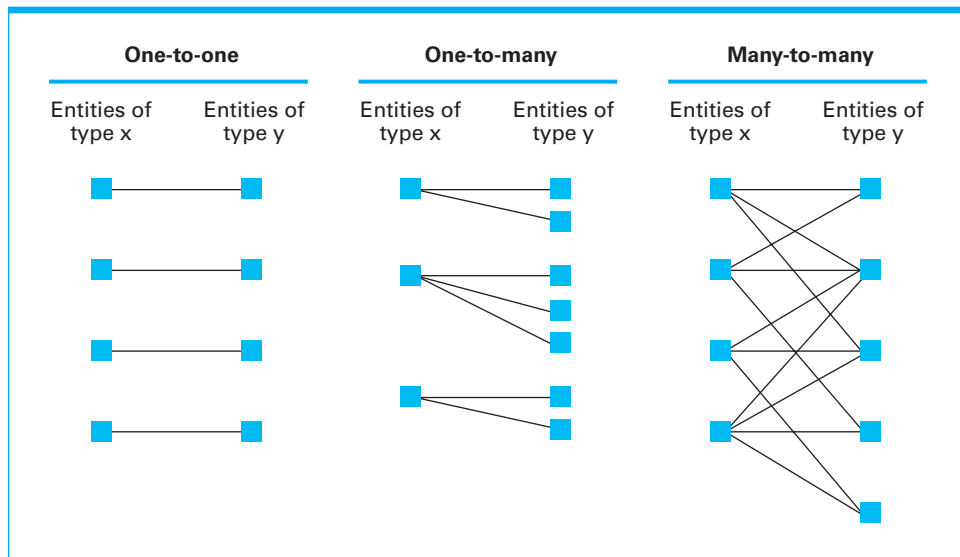 One-to-one
Entities of
type x
Entities of
type y
One-to-many
Entities of
type x
Entities of
type y
Many-to-many
Entities of
type x
Entities of
type y